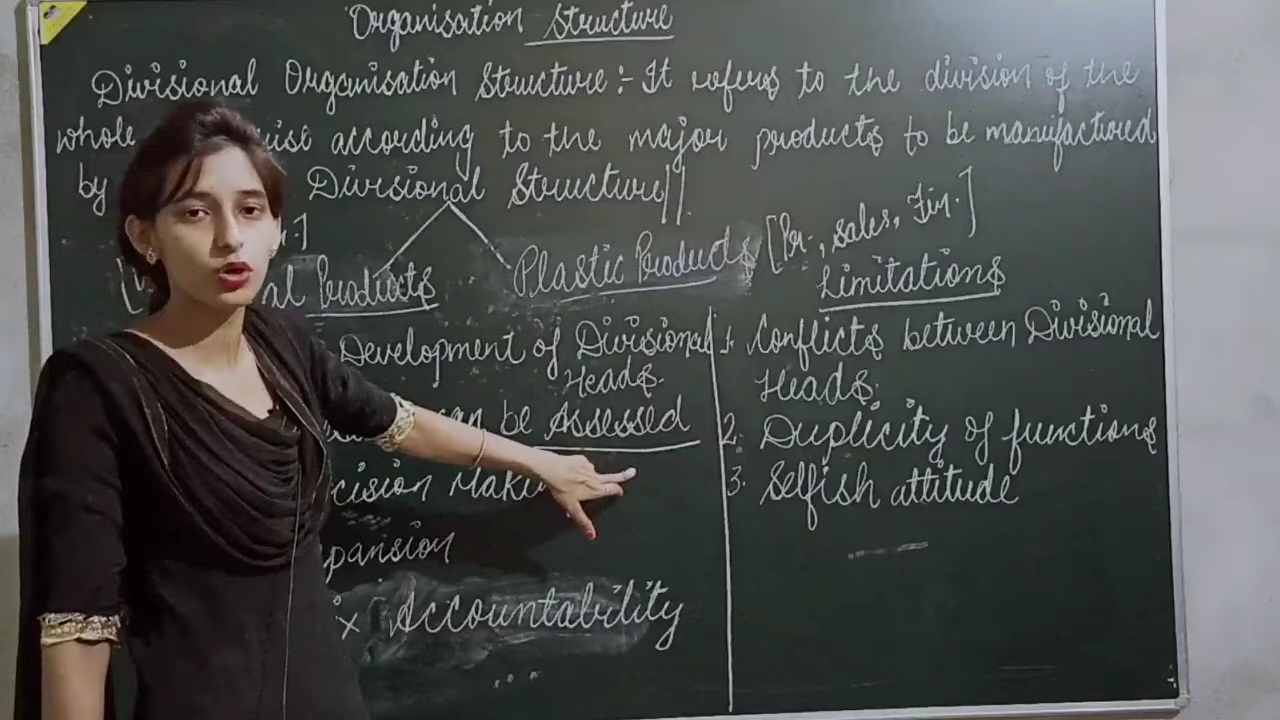 Organisation Structure
Divisional Organisation Structure :- It refers to the division of the
whole according to the major products to be manufactured
by Divisional Structure
[Pr., Sales, Fin.]
Products Plastic Products
Limitations
Development of Divisional Heads.
can be Assessed
Accountability
1. Conflicts between Divisional
Heads.
2. Duplicity of functions
3. Selfish attitude